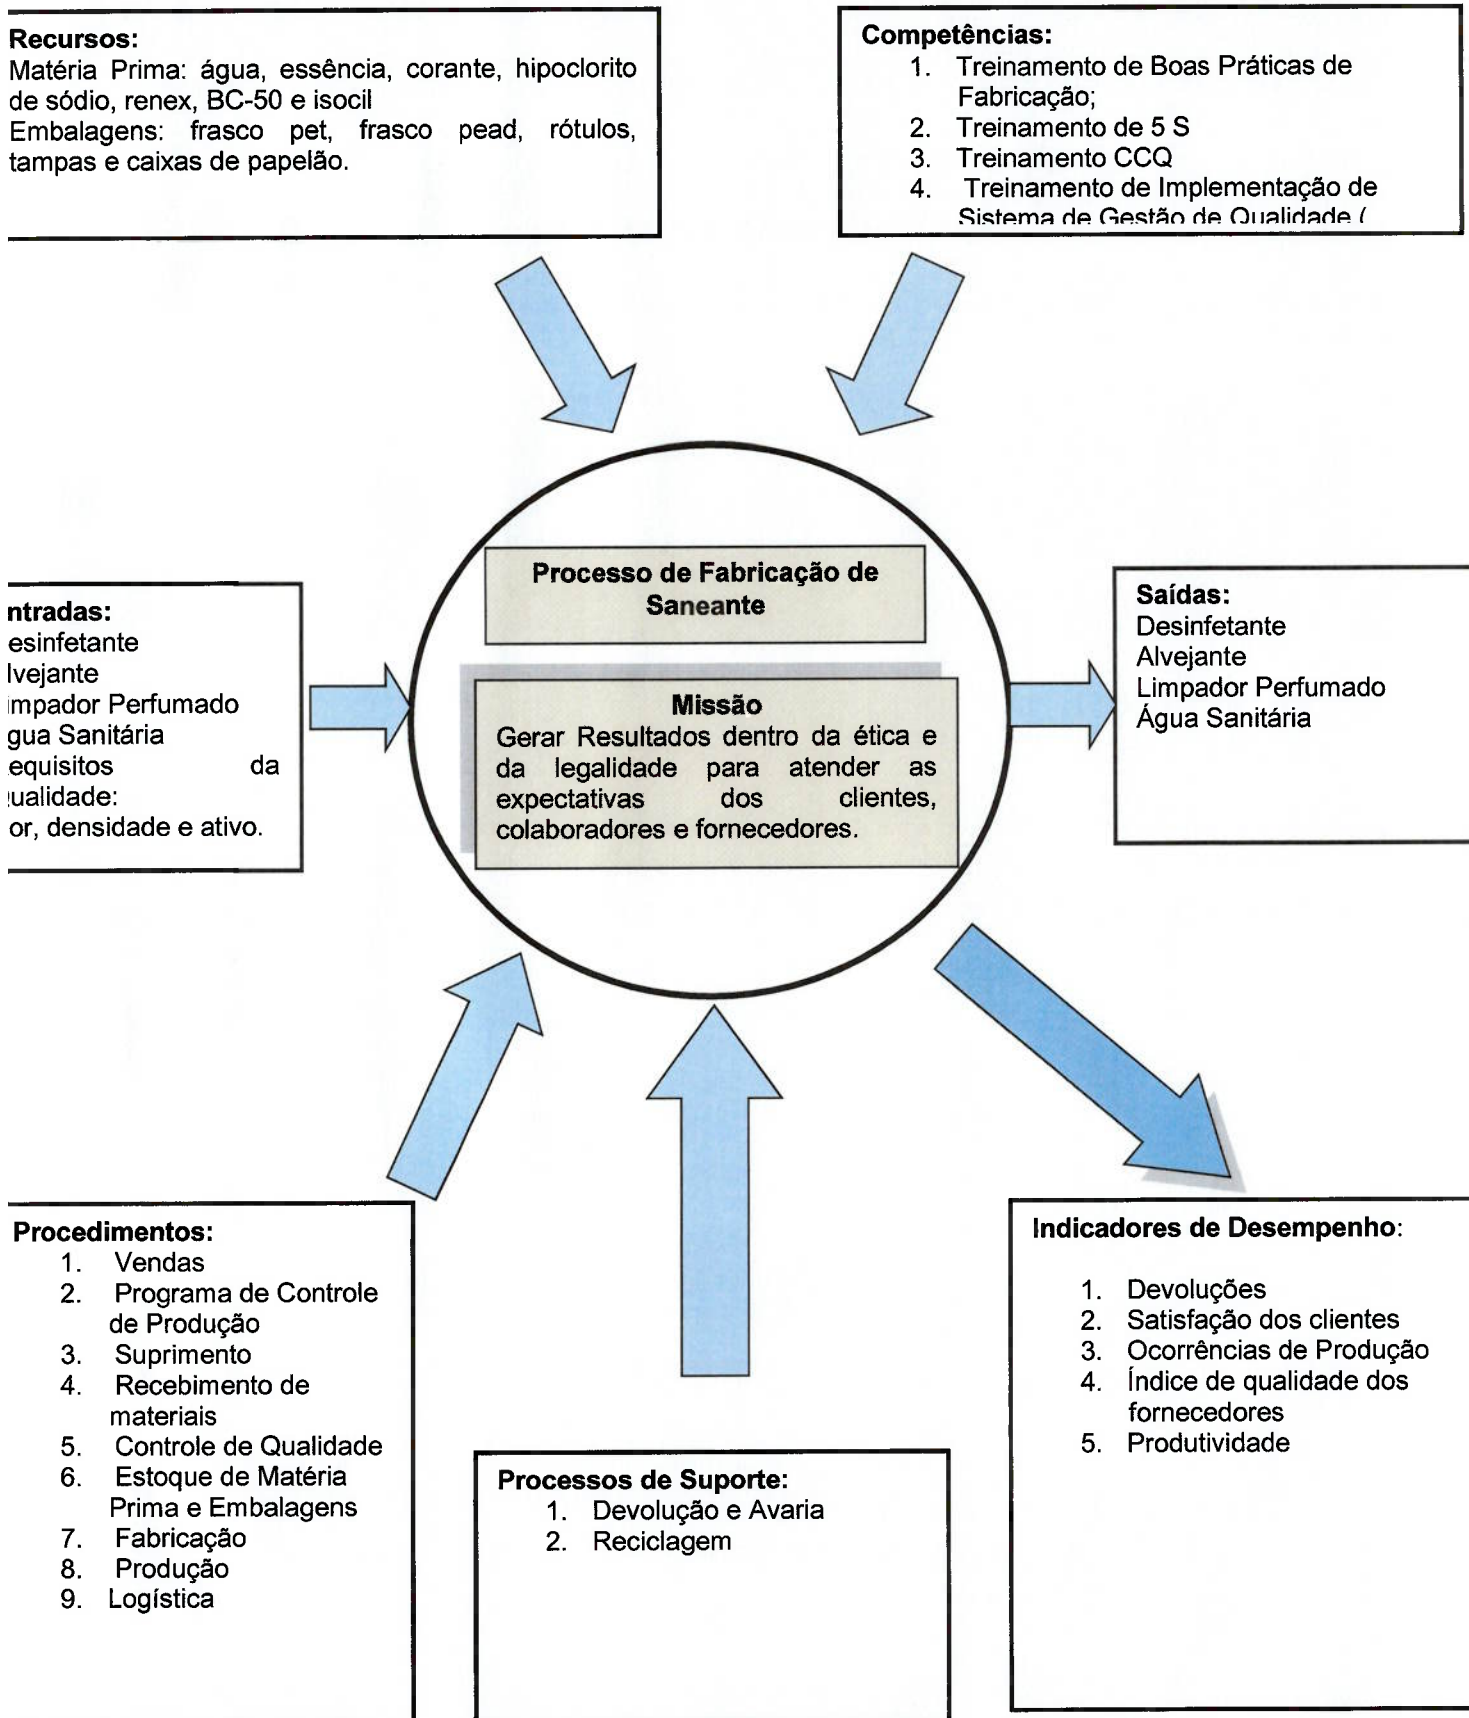 Recursos:
Matéria Prima: água, essência, corante, hipoclorito
de sódio, renex, BC-50 e isocil
Embalagens: frasco pet, frasco pead, rótulos,
tampas e caixas de papelão.
Competências:
1. Treinamento de Boas Práticas de
Fabricação;
2. Treinamento de 5 S
3. Treinamento CCQ
4. Treinamento de Implementação de
Sistema de Gestão de Qualidade (
Processo de Fabricação de
Saneante
Missão
Gerar Resultados dentro da ética e
da legalidade para atender as
expectativas dos clientes,
colaboradores e fornecedores.
ntradas:
esinfetante
lvejante
impador Perfumado
gua Sanitária
equisitos da
ualidade:
or, densidade e ativo.
Saídas:
Desinfetante
Alvejante
Limpador Perfumado
Água Sanitária
Procedimentos:
1. Vendas
2. Programa de Controle
de Produção
3. Suprimento
4. Recebimento de
materiais
5. Controle de Qualidade
6. Estoque de Matéria
Prima e Embalagens
7. Fabricação
8. Produção
9. Logística
Processos de Suporte:
1. Devolução e Avaria
2. Reciclagem
Indicadores de Desempenho:
1. Devoluções
2. Satisfação dos clientes
3. Ocorrências de Produção
4. Índice de qualidade dos
fornecedores
5. Produtividade